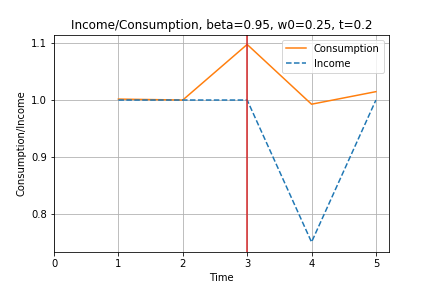 Income/Consumption, beta=0.95, w0=0.25, t=0.2
Consumption
Income
Consumption/Income
1.1
1.0
0.9
0.8
0 1 2 3 4 5
Time